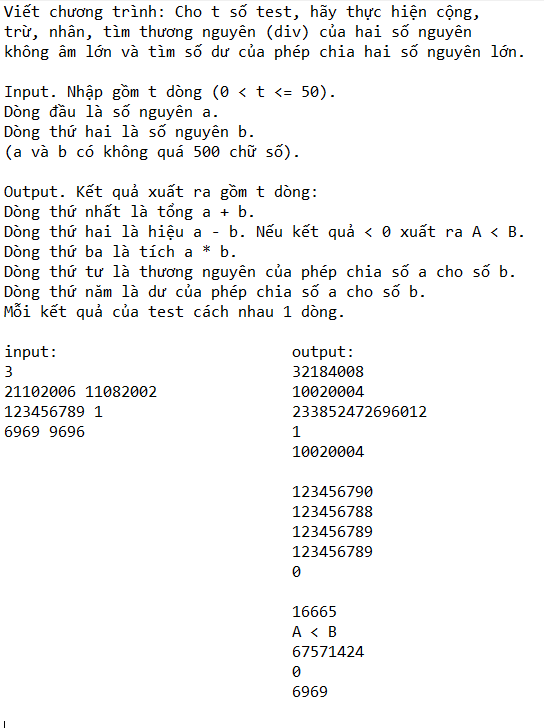 Viết chương trình: Cho t số test, hãy thực hiện cộng,
trừ, nhân, tìm thương nguyên (div) của hai số nguyên
không âm lớn và tìm số dư của phép chia hai số nguyên lớn.
Input. Nhập gồm t dòng (0 < t <= 50).
Dòng đầu là số nguyên a.
Dòng thứ hai là số nguyên b.
(a và b có không quá 500 chữ số).
Output. Kết quả xuất ra gồm t dòng:
Dòng thứ nhất là tổng a + b.
Dòng thứ hai là hiệu a - b. Nếu kết quả < 0 xuất ra A < B.
Dòng thứ ba là tích a * b.
Dòng thứ tư là thương nguyên của phép chia số a cho số b.
Dòng thứ năm là dư của phép chia số a cho số b.
Mỗi kết quả của test cách nhau 1 dòng.
input:
3
21102006 11082002
123456789 1
6969 9696
output:
32184008
10020004
233852472696012
1
10020004
123456790
123456788
123456789
123456789
0
16665
A < B
67571424
0
6969